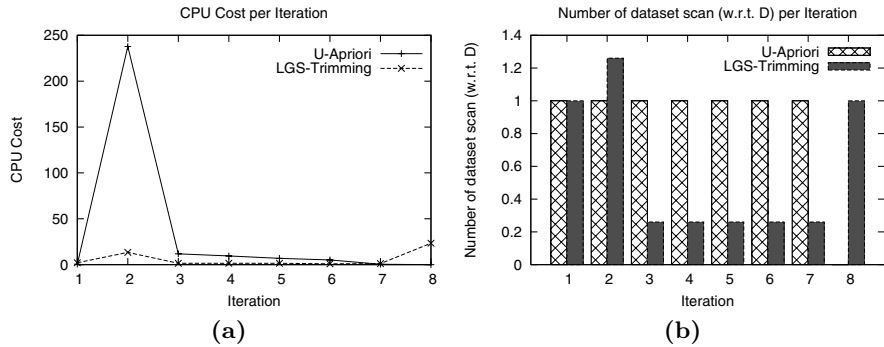 CPU Cost per Iteration
250
200
150
100
50
0
CPU Cost
U-Apriori
LGS-Trimming
1 2 3 4 5 6 7 8
Iteration
(a)
Number of dataset scan (w.r.t. D) per Iteration
1.4
1.2
1
0.8
0.6
0.4
0.2
0
Number of dataset scan (w.r.t. D)
U-Apriori
LGS-Trimming
1 2 3 4 5 6 7 8
Iteration
(b)